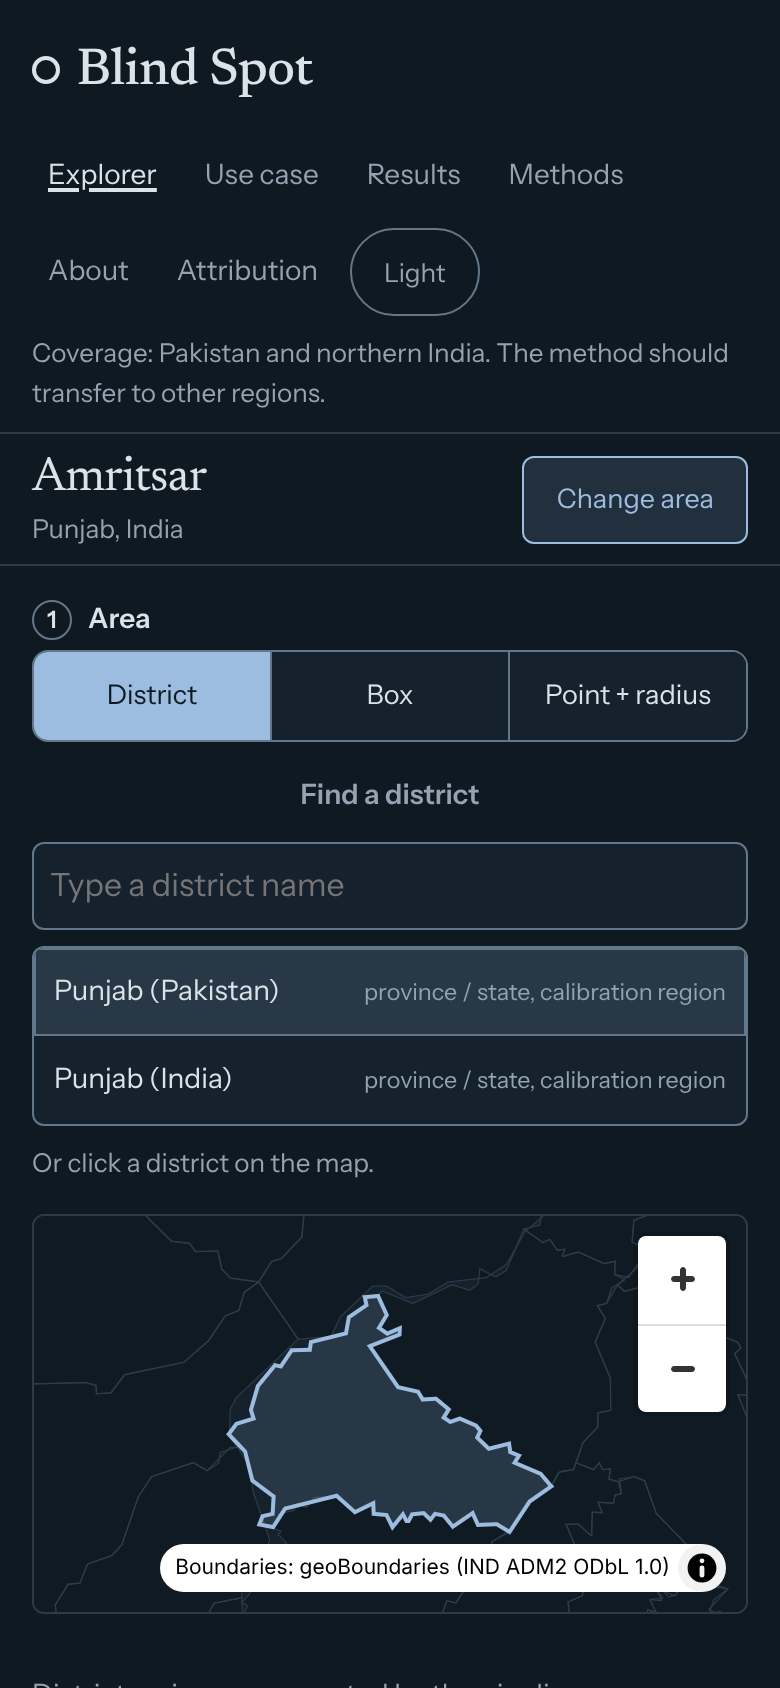 Blind Spot
Explorer Use case Results Methods
About Attribution Light
Coverage: Pakistan and northern India. The method should
transfer to other regions.
Amritsar
Punjab, India
Change area
1 Area
District Box Point + radius
Find a district
Type a district name
Punjab (Pakistan) province / state, calibration region
Punjab (India) province / state, calibration region
Or click a district on the map.
+
−
Boundaries: geoBoundaries (IND ADM2 ODbL 1.0)